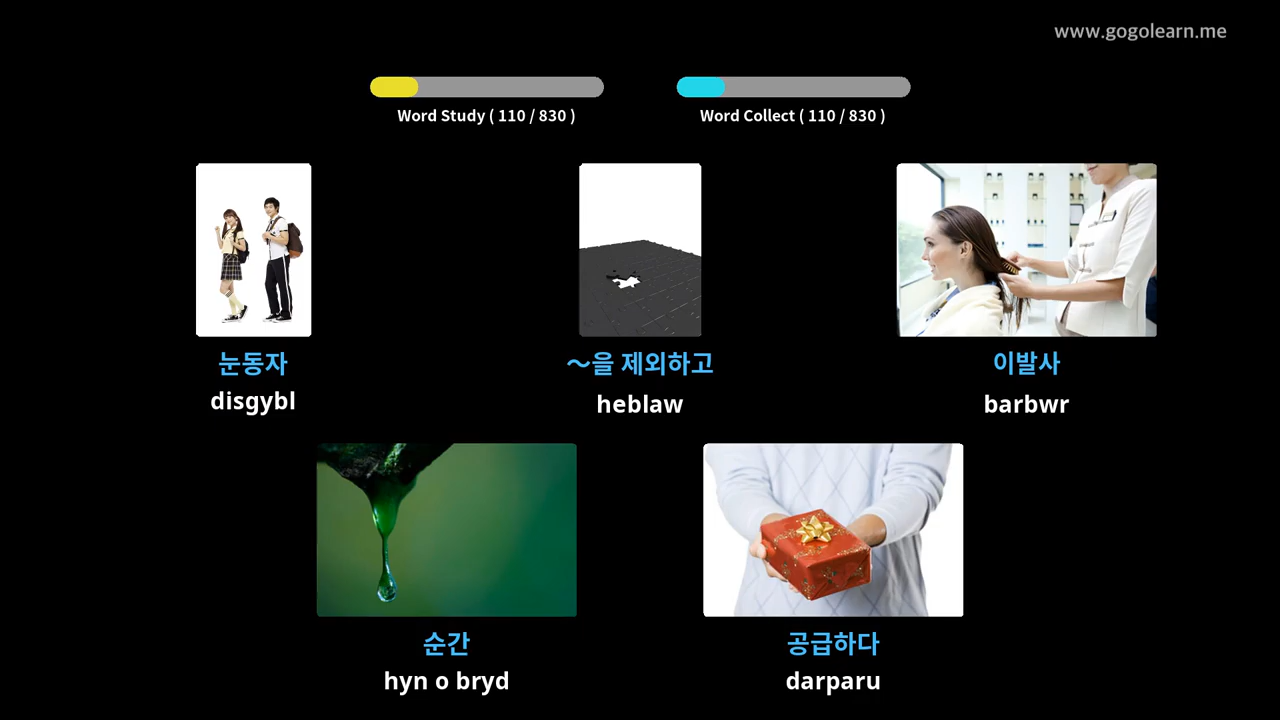 www.gogolearn.me
Word Study ( 110 / 830 )
Word Collect ( 110 / 830 )
눈동자
disgybl
～을 제외하고
heblaw
이발사
barbwr
순간
hyn o bryd
공급하다
darparu